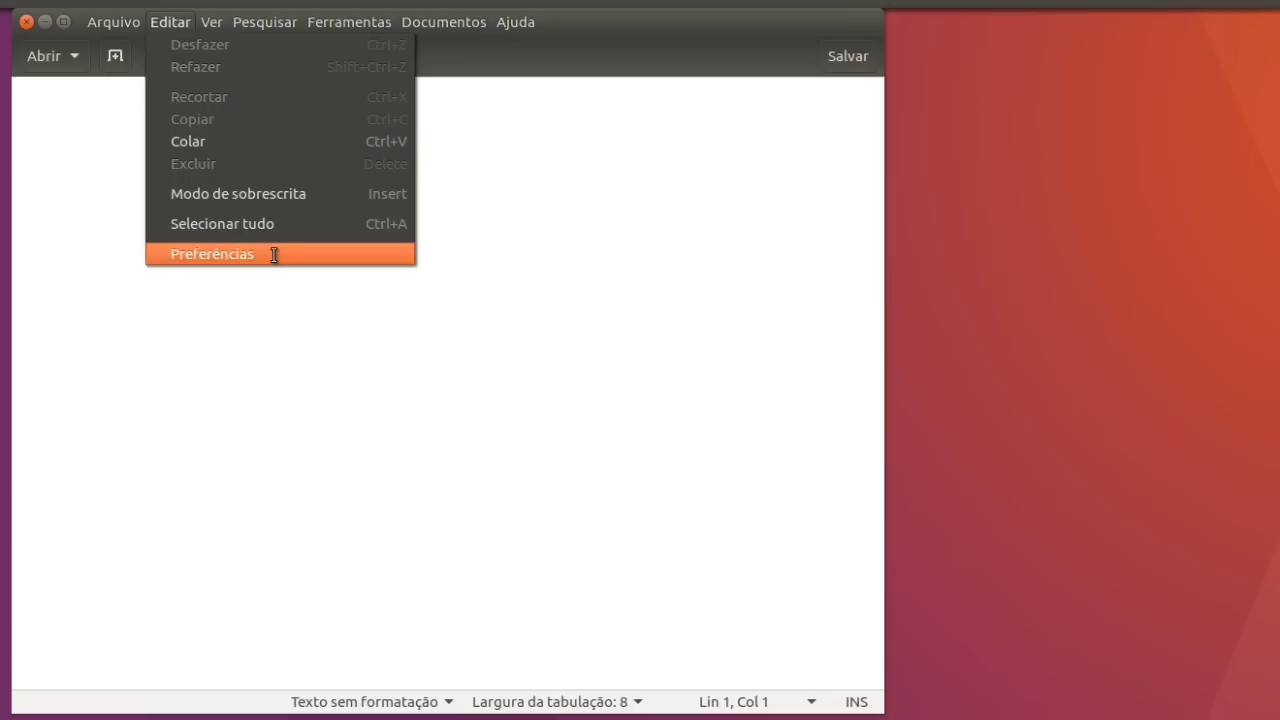 Arquivo Editar Ver Pesquisar Ferramentas Documentos Ajuda
Abrir Salvar
Desfazer Ctrl+Z
Refazer Shift+Ctrl+Z
Recortar Ctrl+X
Copiar Ctrl+C
Colar Ctrl+V
Excluir Delete
Modo de sobrescrita Insert
Selecionar tudo Ctrl+A
Preferências
Texto sem formatação Largura da tabulação: 8 Lin 1, Col 1 INS